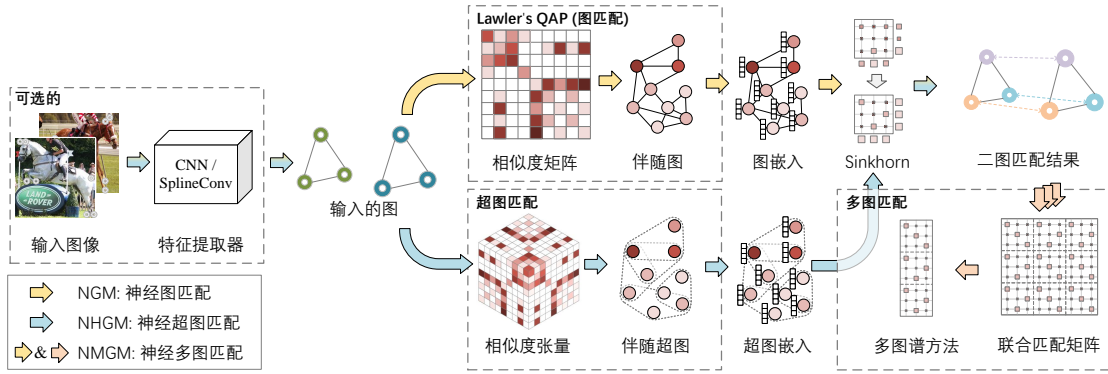 Lawler's QAP (图匹配)
可选的
CNN /
SplineConv
LAND-
ROVER
输入图像
特征提取器
输入的图
相似度矩阵
伴随图
图嵌入
Sinkhorn
二图匹配结果
超图匹配
相似度张量
伴随超图
超图嵌入
多图匹配
多图谱方法
联合匹配矩阵
NGM: 神经图匹配
NHGM: 神经超图匹配
& NMGM: 神经多图匹配